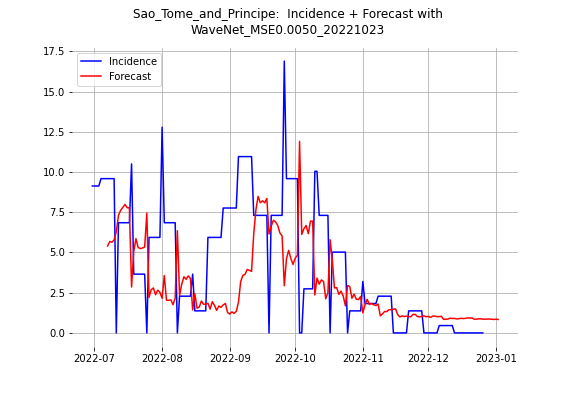 Sao_Tome_and_Principe:  Incidence + Forecast with
WaveNet_MSE0.0050_20221023
Incidence
Forecast
17.5
15.0
12.5
10.0
7.5
5.0
2.5
0.0
2022-07 2022-08 2022-09 2022-10 2022-11 2022-12 2023-01